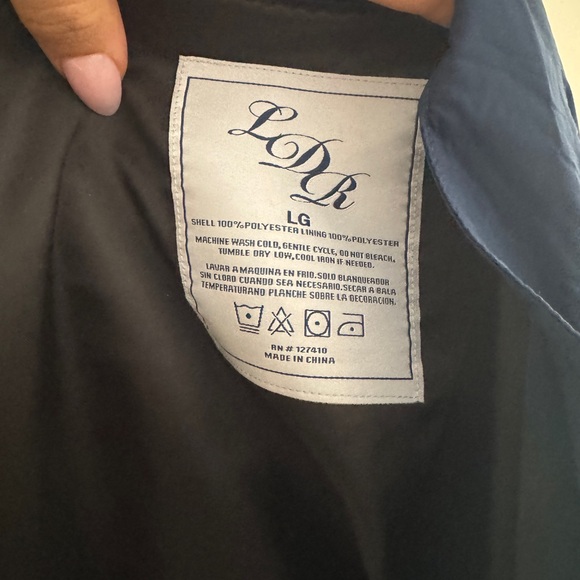 LDR
LG
SHELL 100%POLYESTER LINING 100%POLYESTER
MACHINE WASH COLD, GENTLE CYCLE, DO NOT BLEACH,
TUMBLE DRY LOW, COOL IRON IF NEEDED.
LAVAR A MAQUINA EN FRIO.SOLO BLANQUEADOR
SIN CLORO CUANDO SEA NECESARIO.SECAR A BALA
TEMPERATURAND PLANCHE SOBRE LA DECORACION.
RN # 127410
MADE IN CHINA